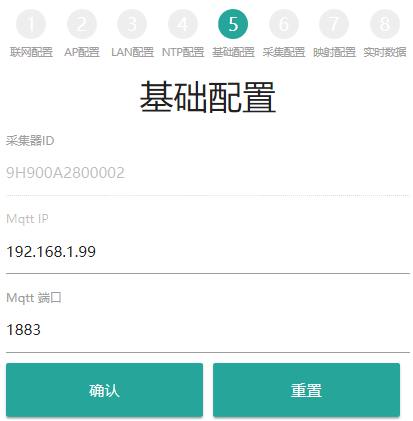 1 2 3 4 5 6 7 8
联网配置 AP配置 LAN配置 NTP配置 基础配置 采集配置 映射配置 实时数据
基础配置
采集器ID
9H900A2800002
Mqtt IP
192.168.1.99
Mqtt 端口
1883
确认 重置